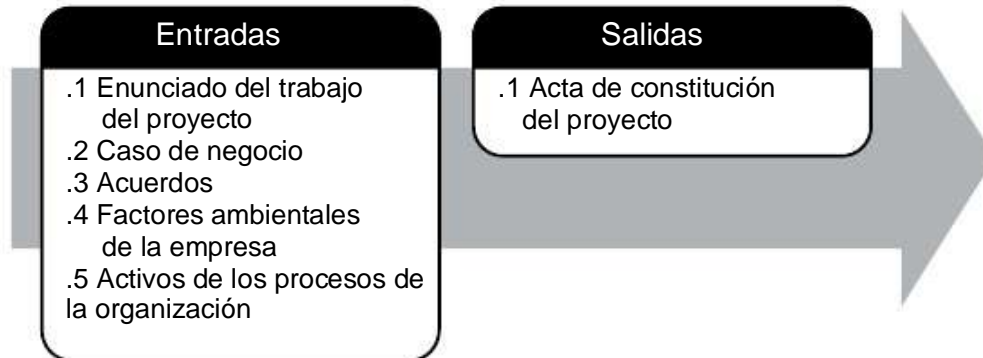 Entradas
.1 Enunciado del trabajo
del proyecto
.2 Caso de negocio
.3 Acuerdos
.4 Factores ambientales
de la empresa
.5 Activos de los procesos de
la organización
Salidas
.1 Acta de constitución
del proyecto